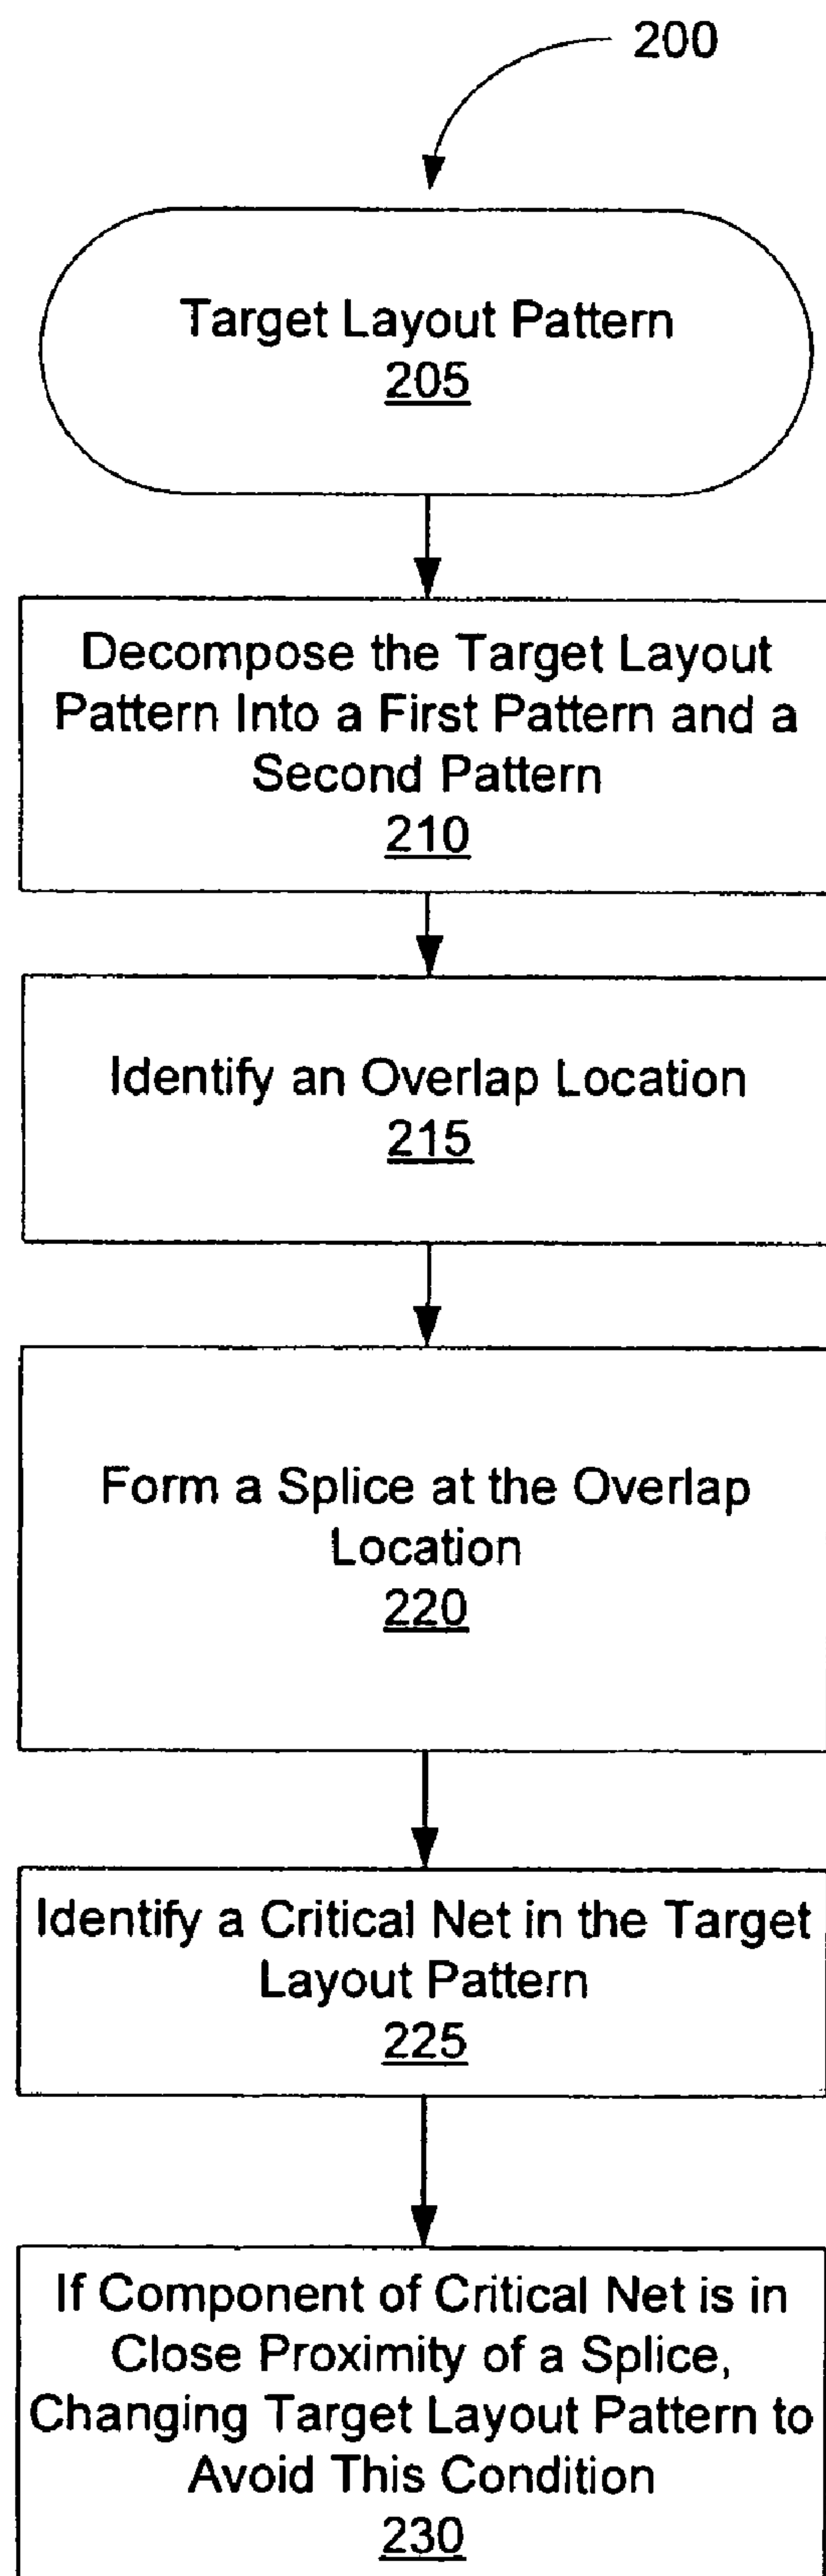 200
Target Layout Pattern
205
Decompose the Target Layout
Pattern Into a First Pattern and a
Second Pattern
210
Identify an Overlap Location
215
Form a Splice at the Overlap
Location
220
Identify a Critical Net in the Target
Layout Pattern
225
If Component of Critical Net is in
Close Proximity of a Splice,
Changing Target Layout Pattern to
Avoid This Condition
230